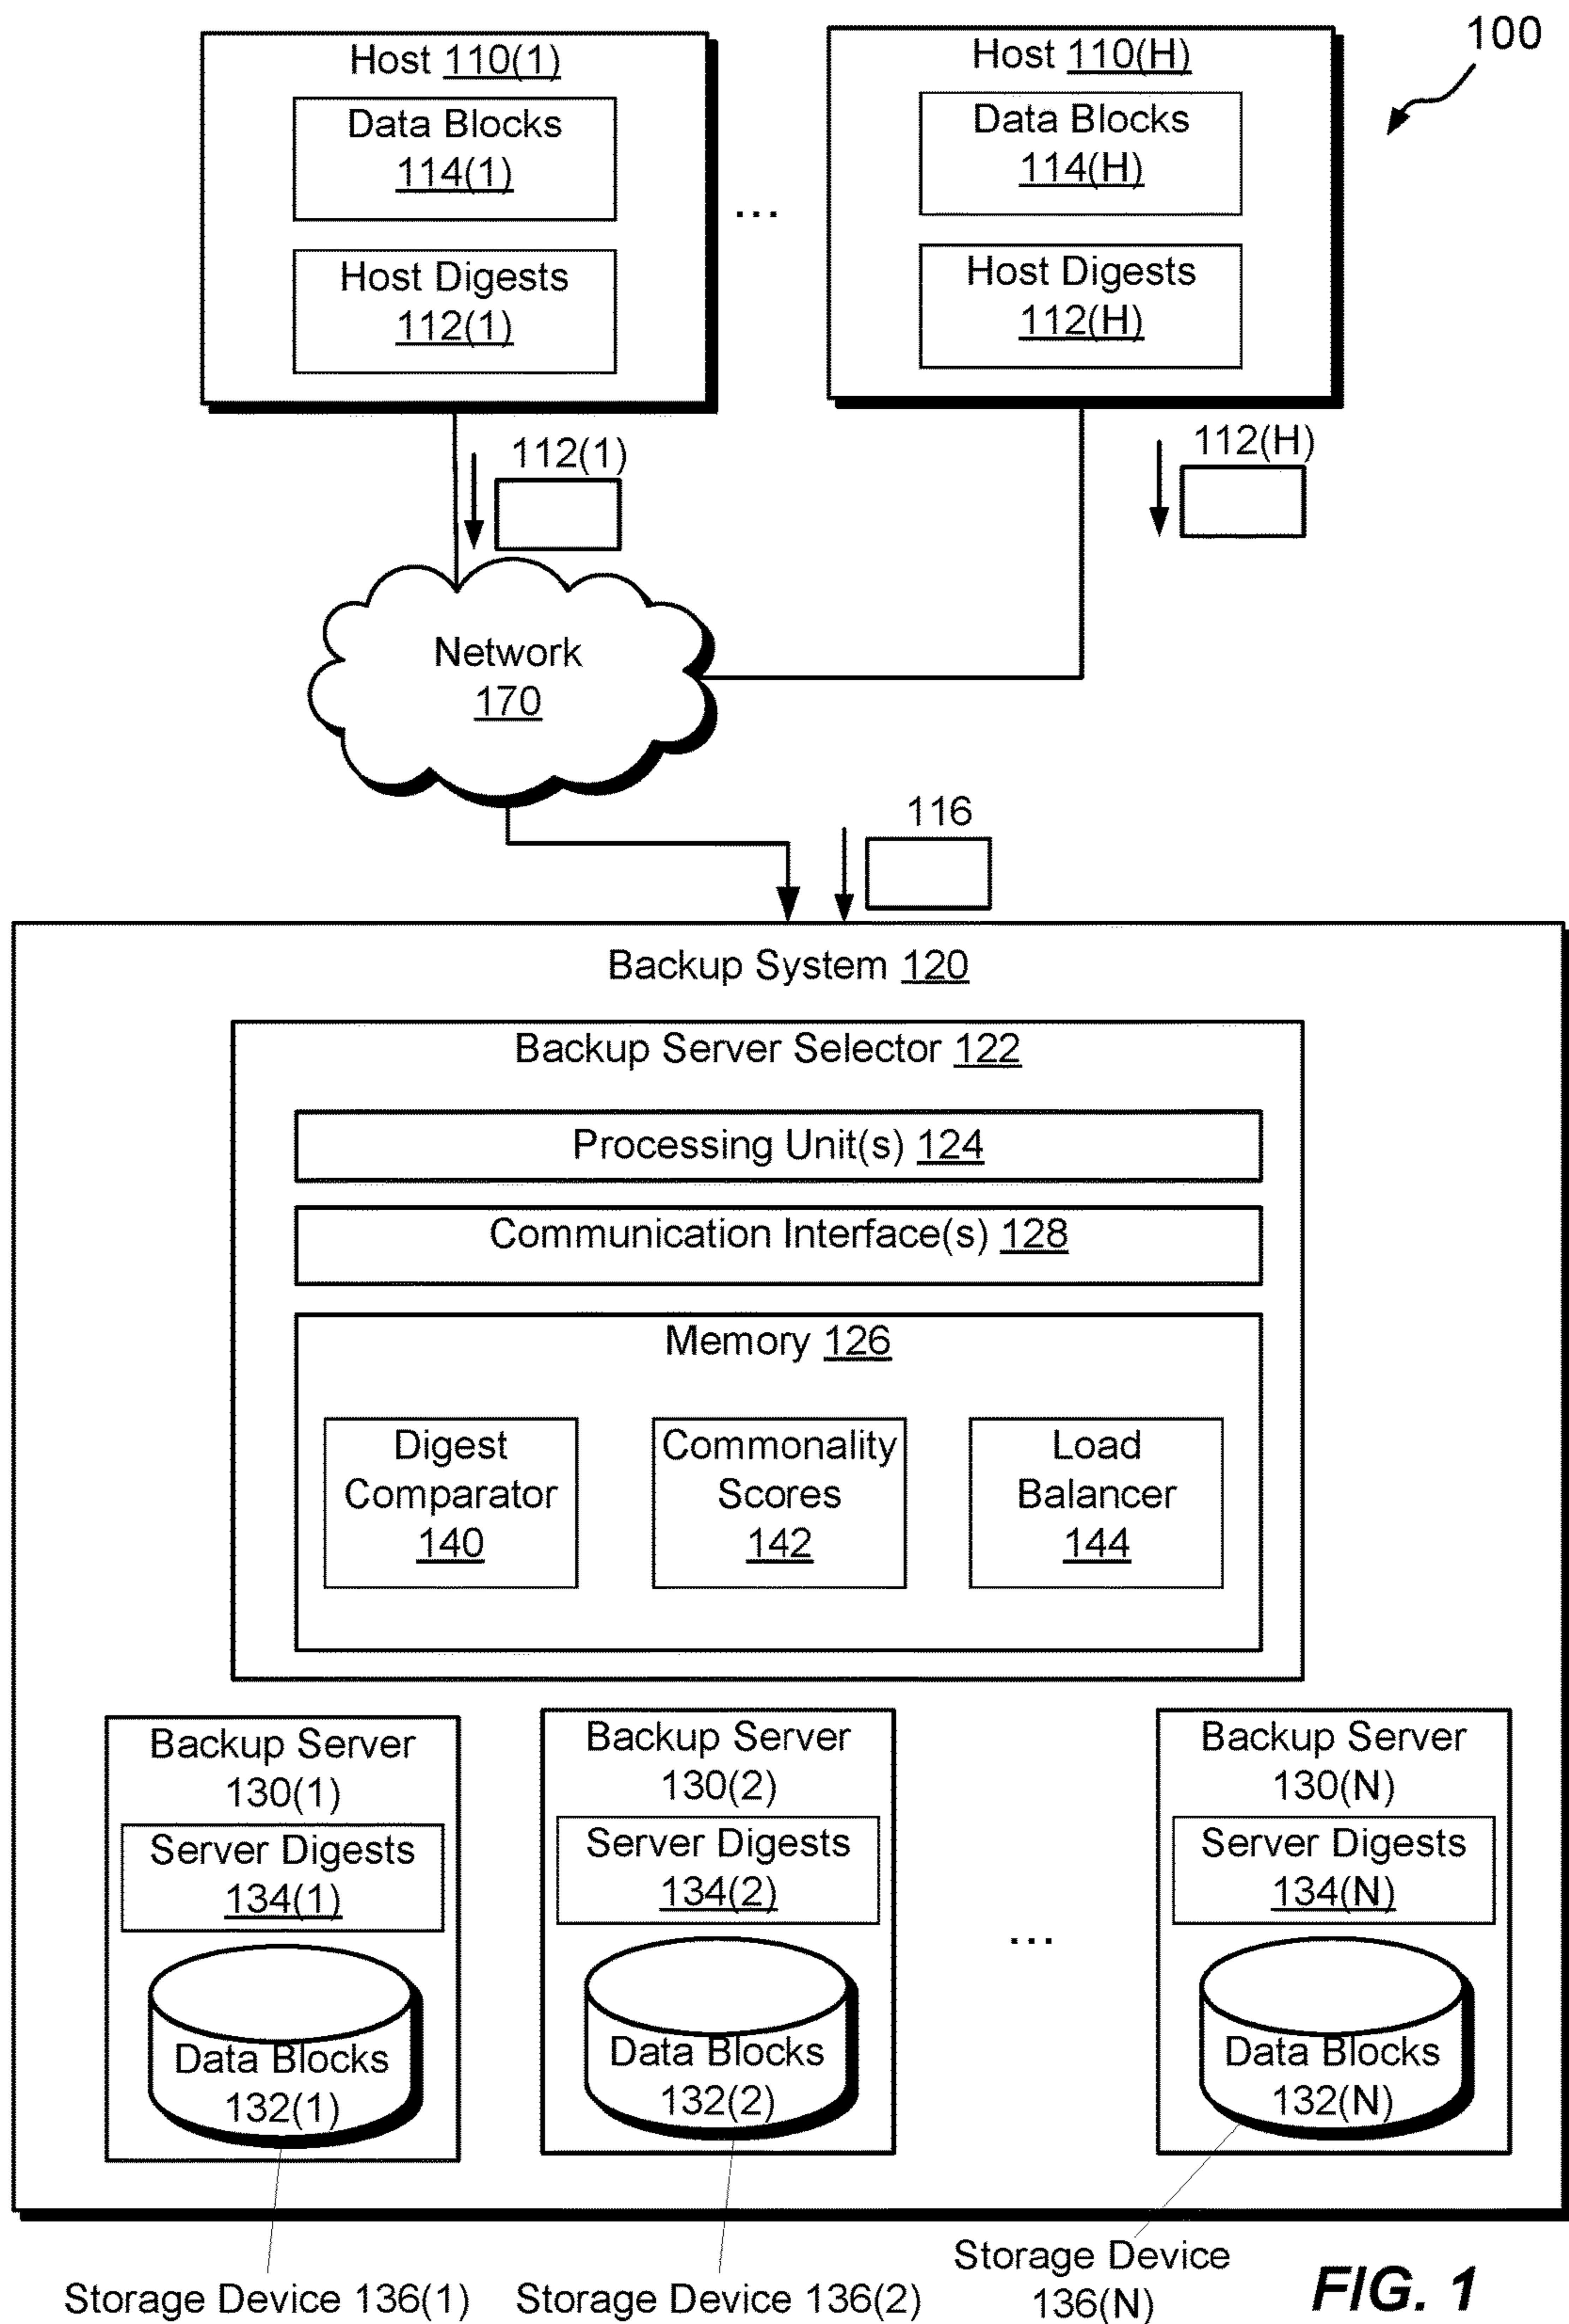 100
Host 110(1)
Data Blocks
114(1)
Host Digests
112(1)
...
Host 110(H)
Data Blocks
114(H)
Host Digests
112(H)
112(1)
112(H)
Network
170
116
Backup System 120
Backup Server Selector 122
Processing Unit(s) 124
Communication Interface(s) 128
Memory 126
Digest
Comparator
140
Commonality
Scores
142
Load
Balancer
144
Backup Server
130(1)
Server Digests
134(1)
Data Blocks
132(1)
Backup Server
130(2)
Server Digests
134(2)
Data Blocks
132(2)
...
Backup Server
130(N)
Server Digests
134(N)
Data Blocks
132(N)
Storage Device 136(1)
Storage Device 136(2)
Storage Device
136(N)
FIG. 1